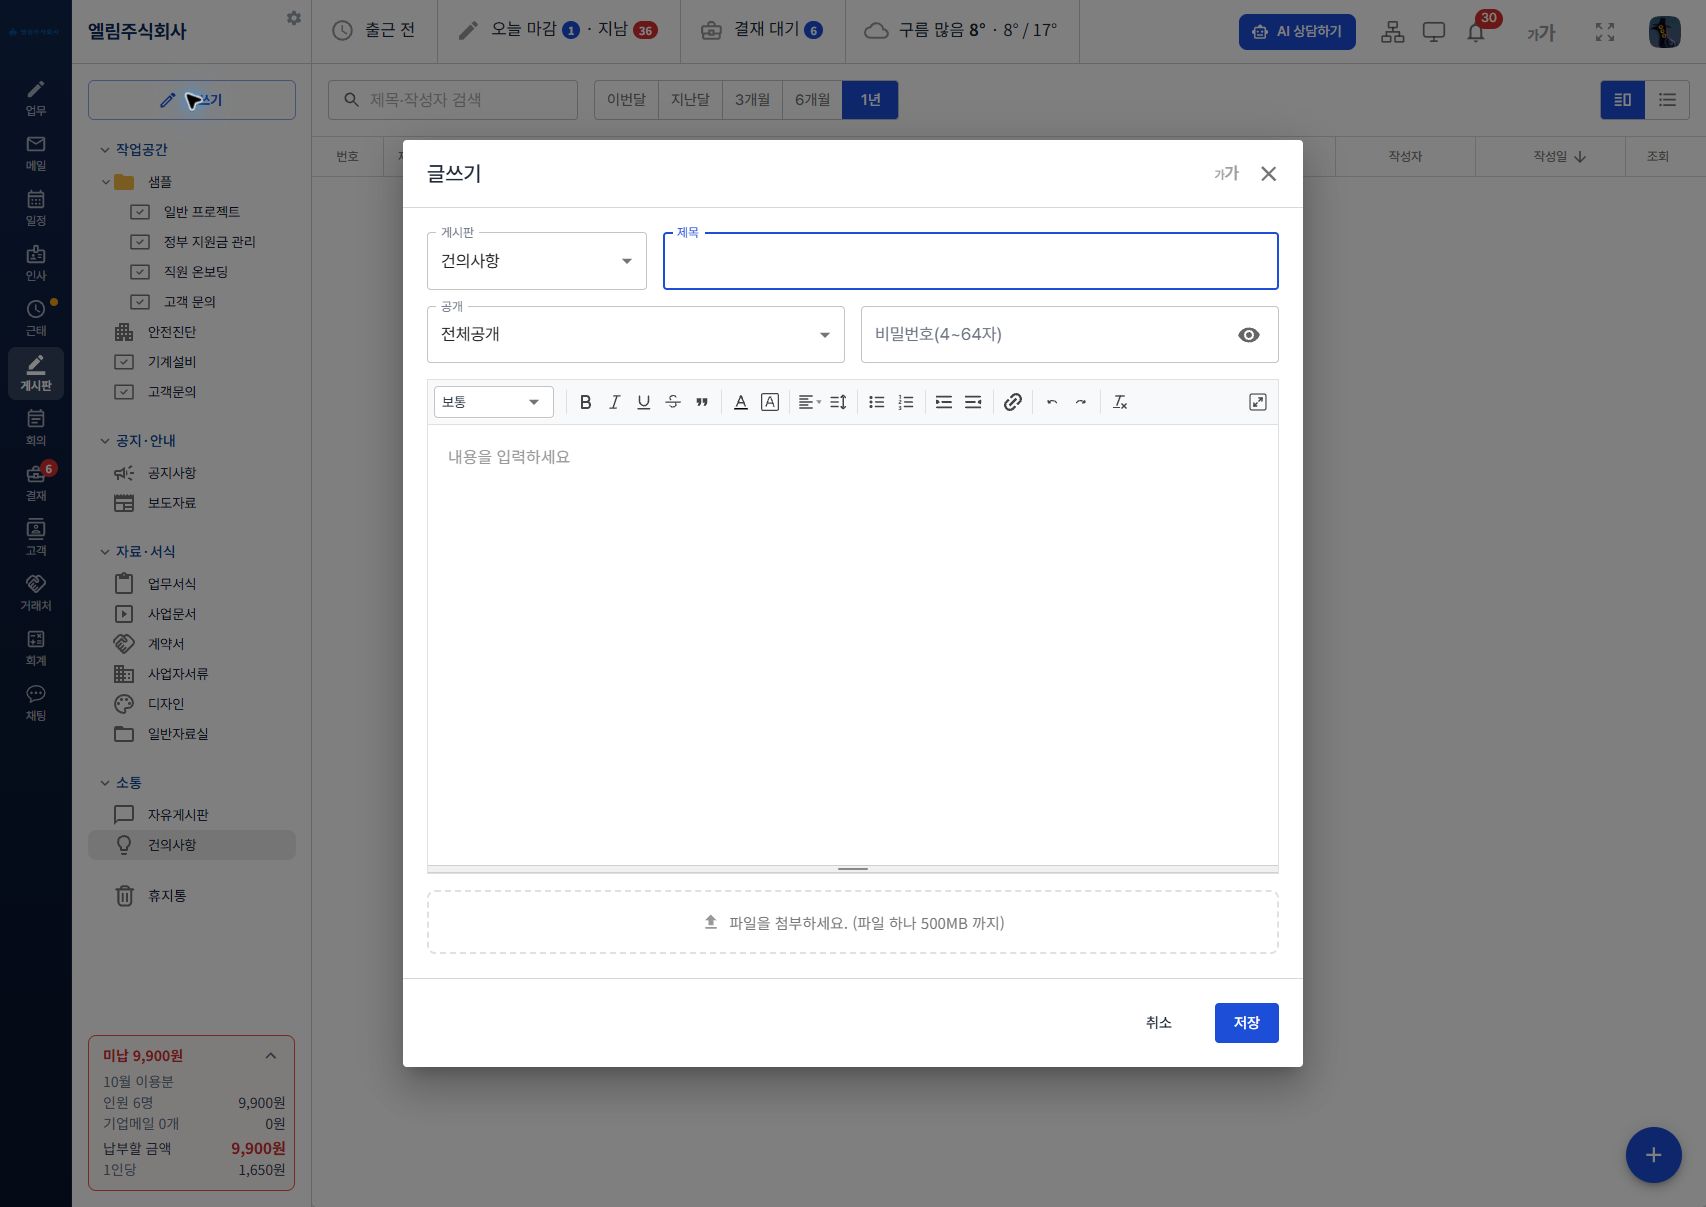 엘림주식회사
출근 전
오늘 마감 1 · 지남 36
결재 대기 6
구름 많음 8° · 8° / 17°
AI 상담하기
30
가가
업무
메일
일정
인사
근태
게시판
회의
6
결재
고객
거래처
회계
채팅
쓰기
작업공간
샘플
일반 프로젝트
정부 지원금 관리
직원 온보딩
고객 문의
안전진단
기계설비
고객문의
공지·안내
공지사항
보도자료
자료·서식
업무서식
사업문서
계약서
사업자서류
디자인
일반자료실
소통
자유게시판
건의사항
휴지통
미납 9,900원
10월 이용분
인원 6명 9,900원
기업메일 0개 0원
납부할 금액 9,900원
1인당 1,650원
제목·작성자 검색
이번달 지난달 3개월 6개월 1년
번호 작성자 작성일 조회
글쓰기
가가
게시판
건의사항
제목
공개
전체공개
비밀번호(4~64자)
보통
내용을 입력하세요
파일을 첨부하세요. (파일 하나 500MB 까지)
취소
저장